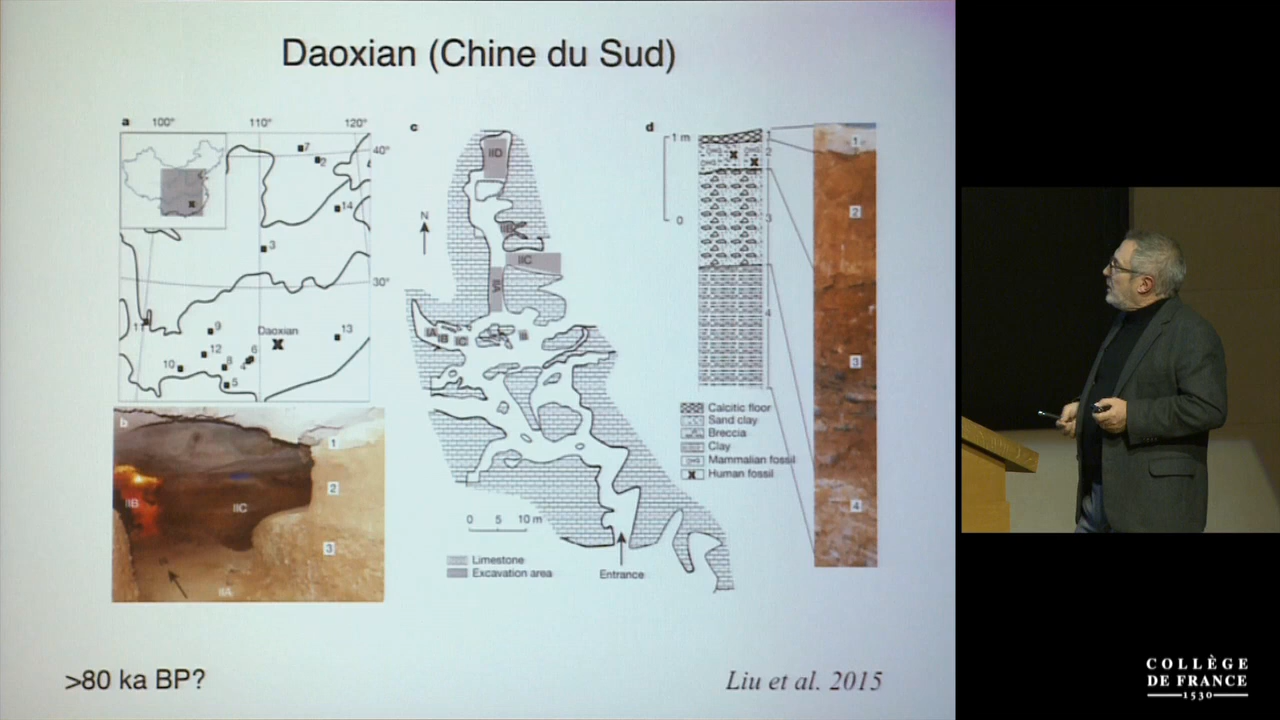 Daoxian (Chine du Sud)
a
100°
110°
120°
40°
30°
7
2
14
3
9
Daoxian
13
12
10
8
4
6
5
b
1
2
3
IIB
IIC
IIA
c
N
IID
IIC
IIA
IA
IB
IIC
0 5 10 m
Limestone
Excavation area
Entrance
d
1 m
0
1
2
3
4
Calcitic floor
Sand clay
Breccia
Clay
Mammalian fossil
Human fossil
1
2
3
4
>80 ka BP?
Liu et al. 2015
COLLÈGE
DE FRANCE
1530